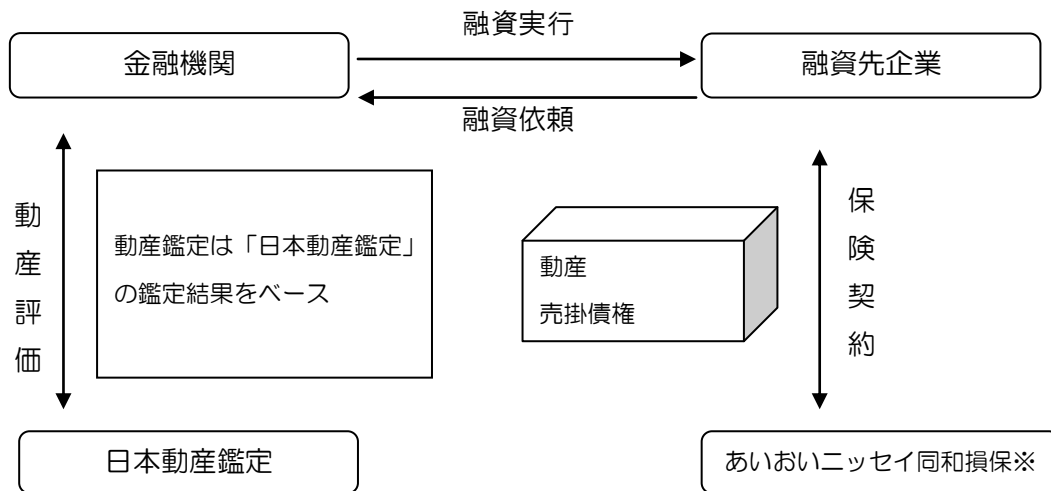 融資実行
金融機関
融資先企業
融資依頼
動産評価
動産鑑定は「日本動産鑑定」
の鑑定結果をベース
動産
売掛債権
保険契約
日本動産鑑定
あいおいニッセイ同和損保※